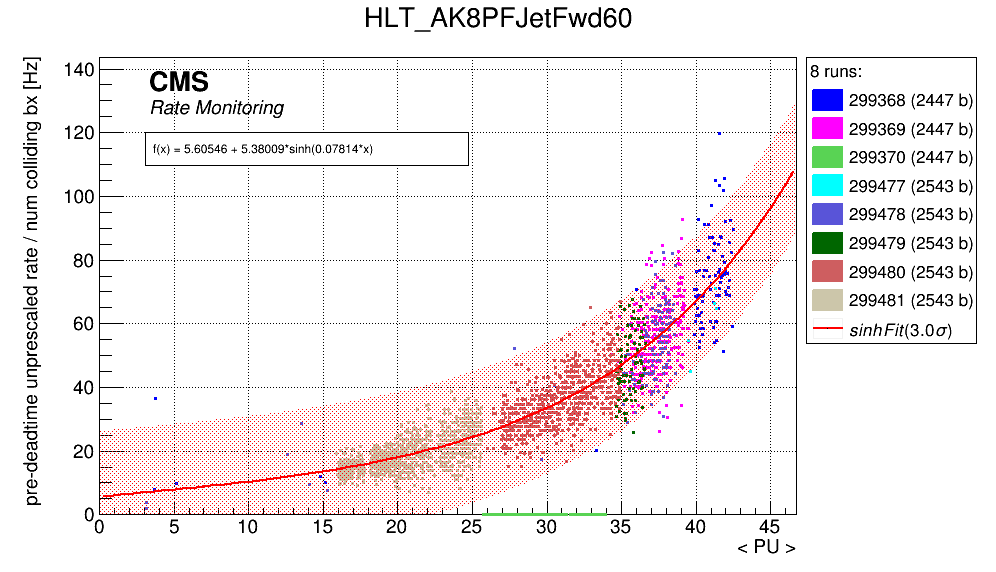 HLT_AK8PFJetFwd60
pre-deadtime unprescaled rate / num colliding bx [Hz]
140
120
100
80
60
40
20
0
CMS
Rate Monitoring
f(x) = 5.60546 + 5.38009*sinh(0.07814*x)
0 5 10 15 20 25 30 35 40 45
< PU >
8 runs:
299368 (2447 b)
299369 (2447 b)
299370 (2447 b)
299477 (2543 b)
299478 (2543 b)
299479 (2543 b)
299480 (2543 b)
299481 (2543 b)
sinhFit(3.0σ)